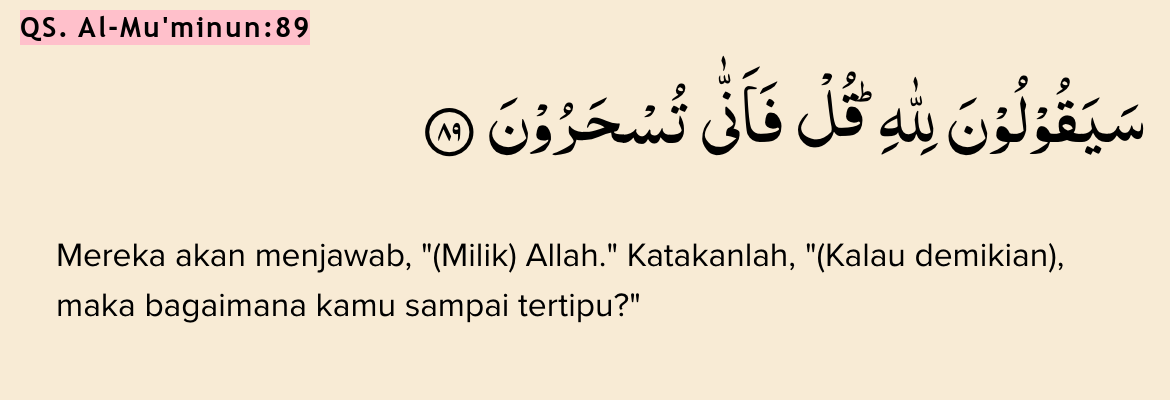 QS. Al-Mu'minun:89
سَيَقُوْلُوْنَ لِلّٰهِ ۗقُلْ فَاَنّٰى تُسْحَرُوْنَ ٨٩
Mereka akan menjawab, "(Milik) Allah." Katakanlah, "(Kalau demikian),
maka bagaimana kamu sampai tertipu?"